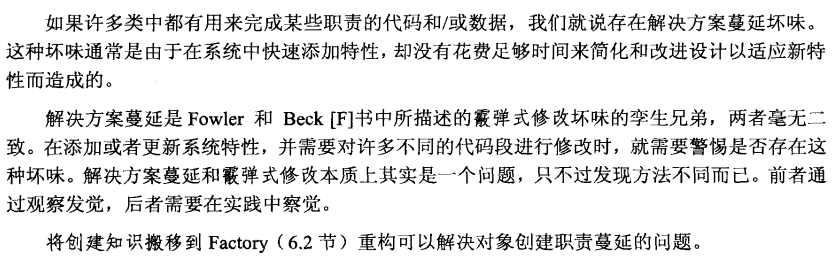 如果许多类中都有用来完成某些职责的代码和/或数据，我们就说存在解决方案蔓延坏味。
这种坏味通常是由于在系统中快速添加特性，却没有花费足够时间来简化和改进设计以适应新特
性而造成的。
解决方案蔓延是 Fowler 和 Beck [F]书中所描述的霰弹式修改坏味的孪生兄弟，两者毫无二
致。在添加或者更新系统特性，并需要对许多不同的代码段进行修改时，就需要警惕是否存在这
种坏味。解决方案蔓延和霰弹式修改本质上其实是一个问题，只不过发现方法不同而已。前者通
过观察发觉，后者需要在实践中察觉。
将创建知识搬移到 Factory（6.2 节）重构可以解决对象创建职责蔓延的问题。